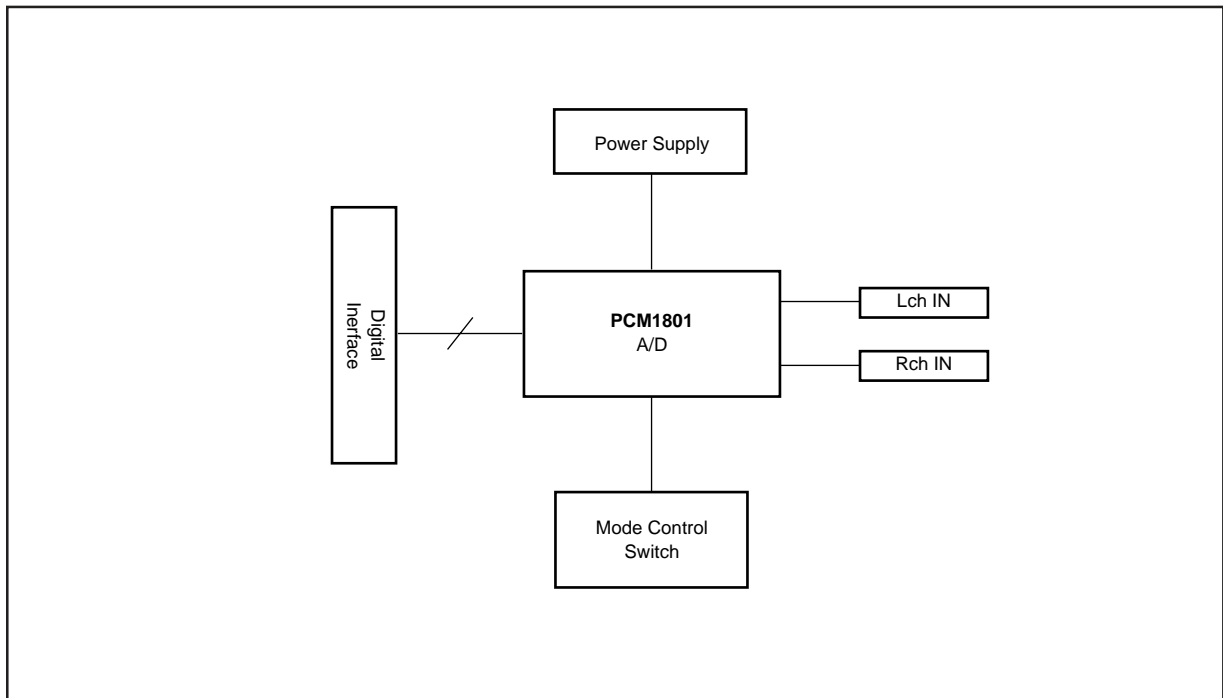 Power Supply
Digital
Inerface
PCM1801
A/D
Lch IN
Rch IN
Mode Control
Switch